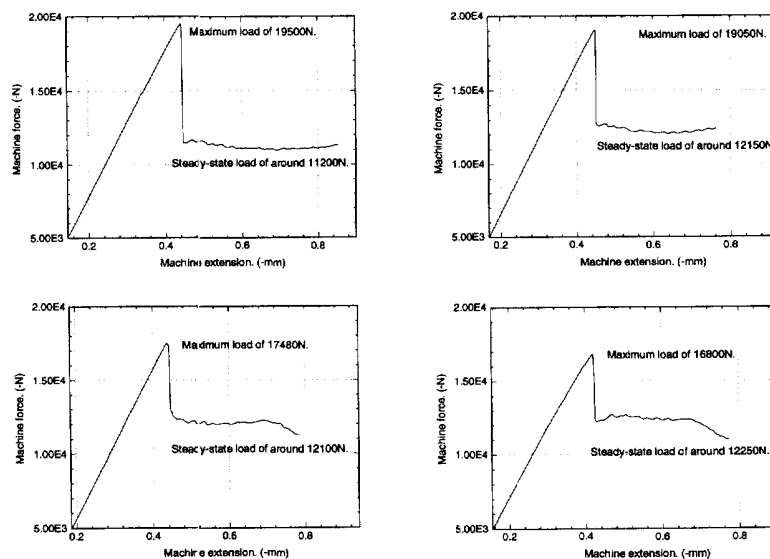 2.00E4
Maximum load of 19500N.
1.50E4
Machine force. (-N)
1.00E4
Steady-state load of around 11200N.
5.00E3
0.2 0.4 0.6 0.8
Machine extension. (-mm)
2.00E4
Maximum load of 19050N.
1.50E4
Machine force. (-N)
1.00E4
Steady-state load of around 12150N
5.00E3
0.2 0.4 0.6 0.8
Machine extension. (-mm)
2.00E4
Maximum load of 17480N.
1.50E4
Machine force. (-N)
1.00E4
Steady-state load of around 12100N.
5.00E3
0.2 0.4 0.6 0.8
Machine extension. (-mm)
2.00E4
Maximum load of 16800N.
1.50E4
Machine force. (-N)
1.00E4
Steady-state load of around 12250N.
5.00E3
0.2 0.4 0.6 0.8
Machine extension. (-mm)